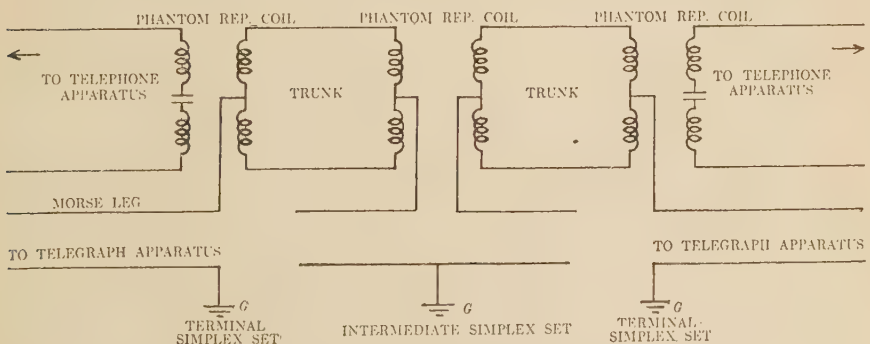 PHANTOM REP. COIL
PHANTOM REP. COIL
PHANTOM REP. COIL
TO TELEPHONE
APPARATUS
TRUNK
TRUNK
TO TELEPHONE
APPARATUS
MORSE LEG
TO TELEGRAPH APPARATUS
TO TELEGRAPH APPARATUS
G
G
G
TERMINAL
SIMPLEX SET
INTERMEDIATE SIMPLEX SET
TERMINAL
SIMPLEX SET